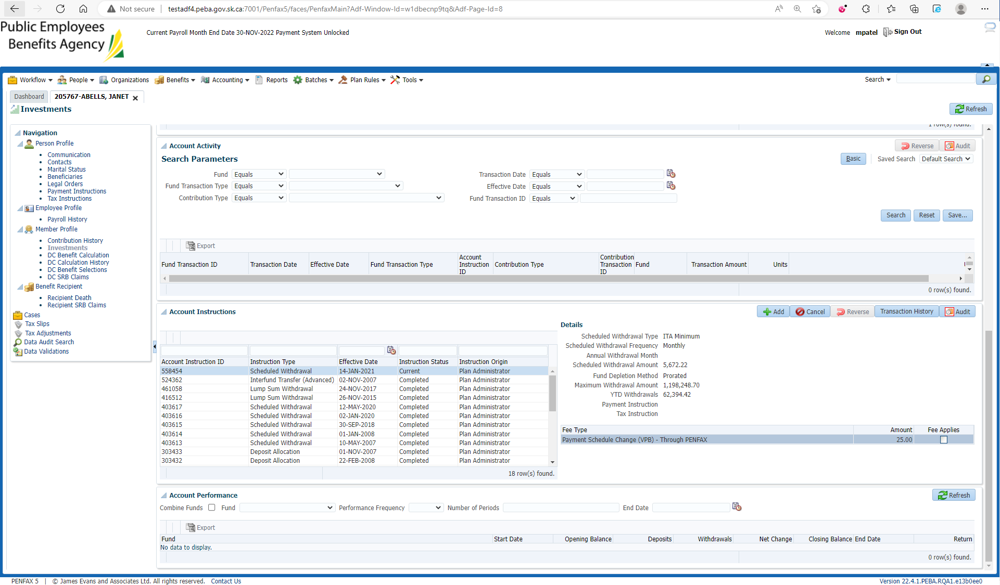 Not secure | testadf4.peba.gov.sk.ca:7001/Penfax5/faces/PenfaxMain?Adf-Window-Id=w1dbecnp9tq&Adf-Page-Id=8
Public Employees
Benefits Agency
Current Payroll Month End Date 30-NOV-2022 Payment System Unlocked
Welcome mpatel Sign Out
Workflow People Organizations Benefits Accounting Reports Batches Plan Rules Tools Search
Dashboard 205767-ABELLS, JANET
Investments
Refresh
Navigation
Person Profile
Communication
Contacts
Marital Status
Beneficiaries
Legal Orders
Payment Instructions
Tax Instructions
Employee Profile
Payroll History
Member Profile
Contribution History
Investments
DC Benefit Calculation
DC Calculation History
DC Benefit Selections
DC SRB Claims
Benefit Recipient
Recipient Death
Recipient SRB Claims
Cases
Tax Slips
Tax Adjustments
Data Audit Search
Data Validations
1 row(s) found.
Account Activity
Reverse Audit
Search Parameters
Basic Saved Search Default Search
Fund Equals
Transaction Date Equals
Fund Transaction Type Equals
Effective Date Equals
Contribution Type Equals
Fund Transaction ID Equals
Search Reset Save...
Export
Fund Transaction ID Transaction Date Effective Date Fund Transaction Type Account Instruction ID Contribution Type Contribution Transaction ID Fund Transaction Amount Units
0 row(s) found.
Account Instructions
Add Cancel Reverse Transaction History Audit
Account Instruction ID Instruction Type Effective Date Instruction Status Instruction Origin
558454 Scheduled Withdrawal 14-JAN-2021 Current Plan Administrator
524362 Interfund Transfer (Advanced) 02-NOV-2007 Completed Plan Administrator
461058 Lump Sum Withdrawal 24-NOV-2017 Completed Plan Administrator
416512 Lump Sum Withdrawal 26-NOV-2015 Completed Plan Administrator
403617 Scheduled Withdrawal 12-MAY-2020 Completed Plan Administrator
403616 Scheduled Withdrawal 02-JAN-2020 Completed Plan Administrator
403615 Scheduled Withdrawal 30-SEP-2018 Completed Plan Administrator
403614 Scheduled Withdrawal 01-JAN-2008 Completed Plan Administrator
403613 Scheduled Withdrawal 10-MAY-2007 Completed Plan Administrator
303433 Deposit Allocation 01-NOV-2007 Completed Plan Administrator
303432 Deposit Allocation 22-FEB-2008 Completed Plan Administrator
18 row(s) found.
Details
Scheduled Withdrawal Type ITA Minimum
Scheduled Withdrawal Frequency Monthly
Annual Withdrawal Month
Scheduled Withdrawal Amount 5,672.22
Fund Depletion Method Prorated
Maximum Withdrawal Amount 1,198,248.70
YTD Withdrawals 62,394.42
Payment Instruction
Tax Instruction
Fee Type Amount Fee Applies
Payment Schedule Change (VPB) - Through PENFAX 25.00
Account Performance
Refresh
Combine Funds Fund Performance Frequency Number of Periods End Date
Export
Fund Start Date Opening Balance Deposits Withdrawals Net Change Closing Balance End Date Return
No data to display.
0 row(s) found.
PENFAX 5 | © James Evans and Associates Ltd. All rights reserved. Contact Us
Version 22.4.1.PEBA.RQA1.e13b0ee0